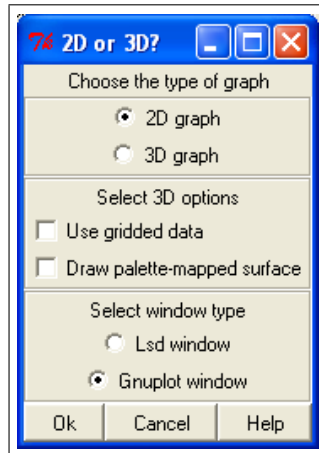 2D or 3D?
Choose the type of graph
2D graph
3D graph
Select 3D options
Use gridded data
Draw palette-mapped surface
Select window type
Lsd window
Gnuplot window
Ok Cancel Help